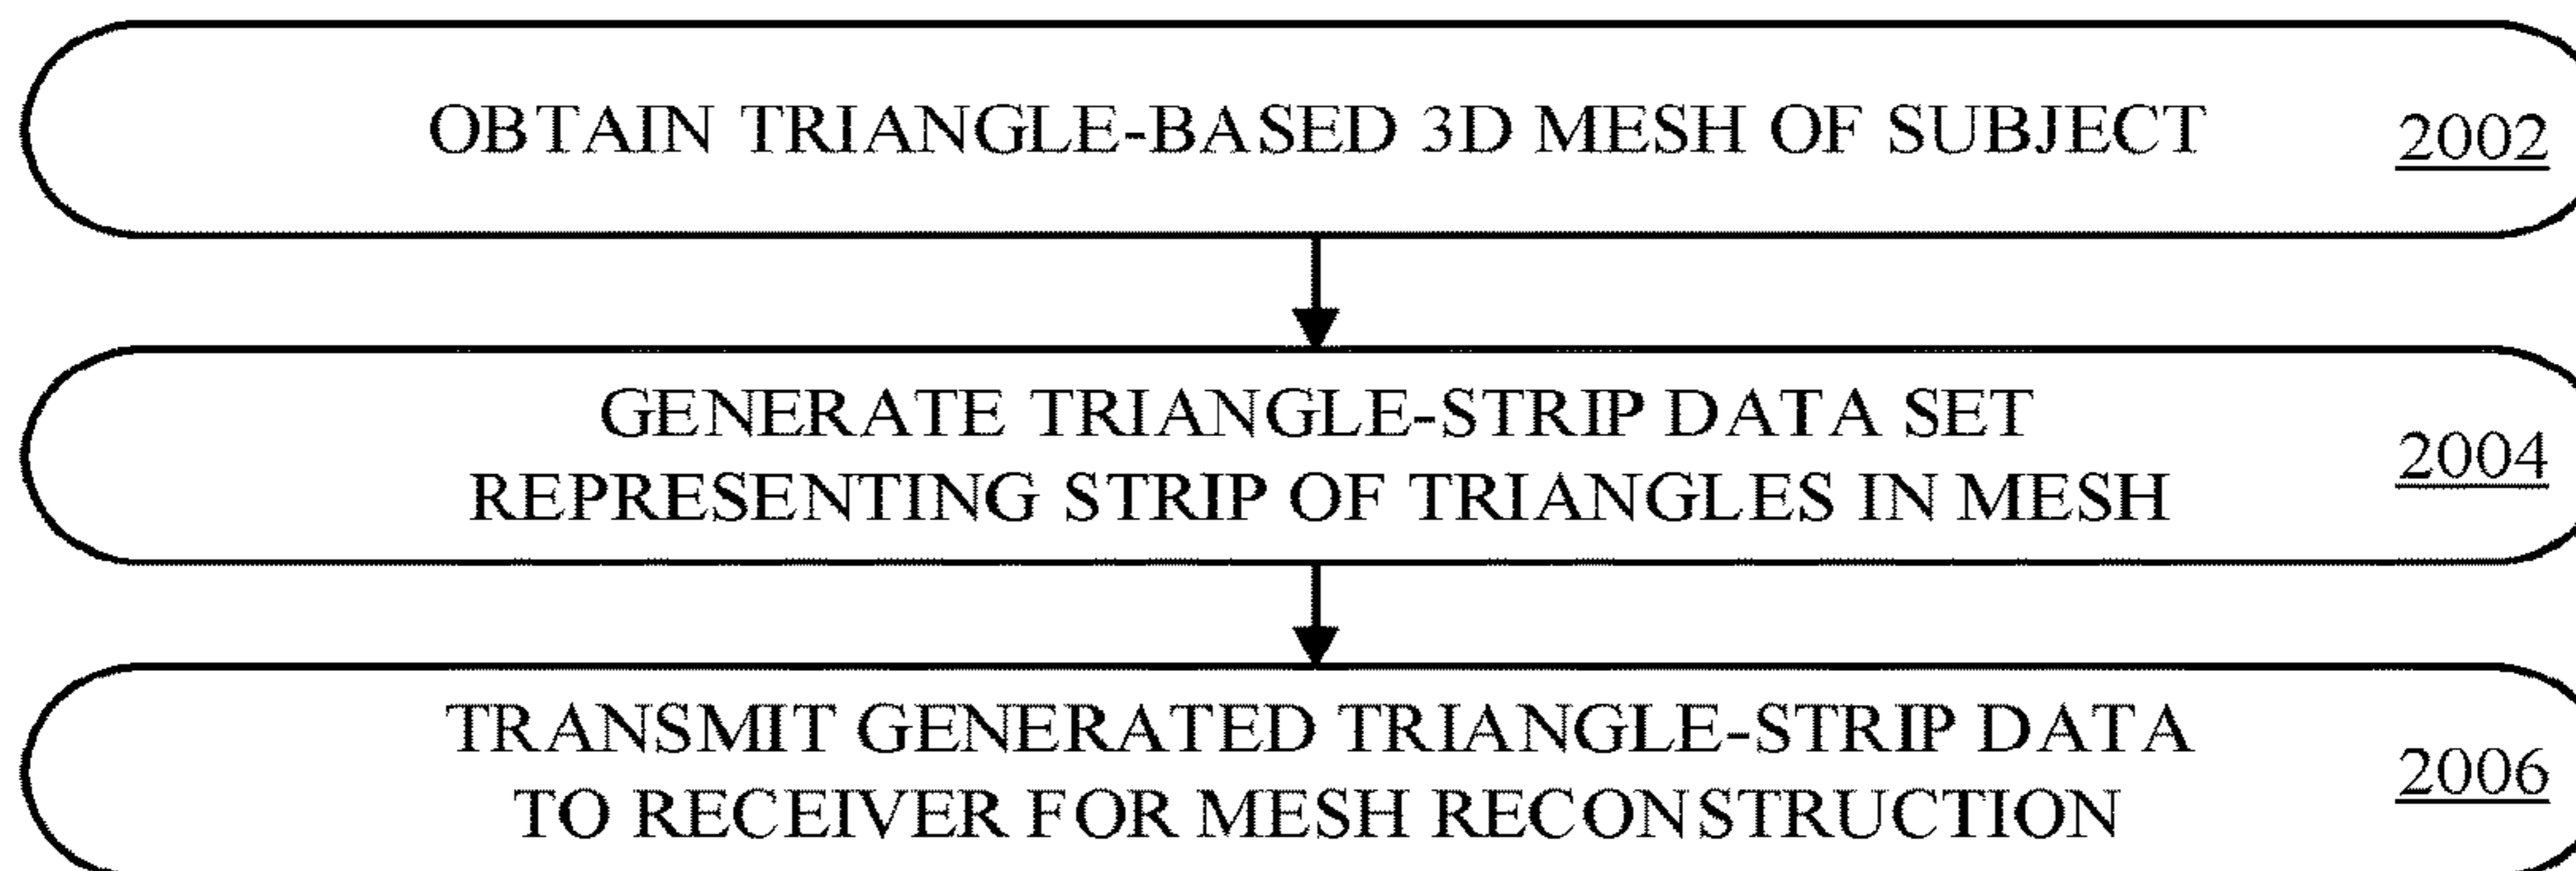 OBTAIN TRIANGLE-BASED 3D MESH OF SUBJECT 2002
GENERATE TRIANGLE-STRIP DATA SET
REPRESENTING STRIP OF TRIANGLES IN MESH
2004
TRANSMIT GENERATED TRIANGLE-STRIP DATA
TO RECEIVER FOR MESH RECONSTRUCTION
2006